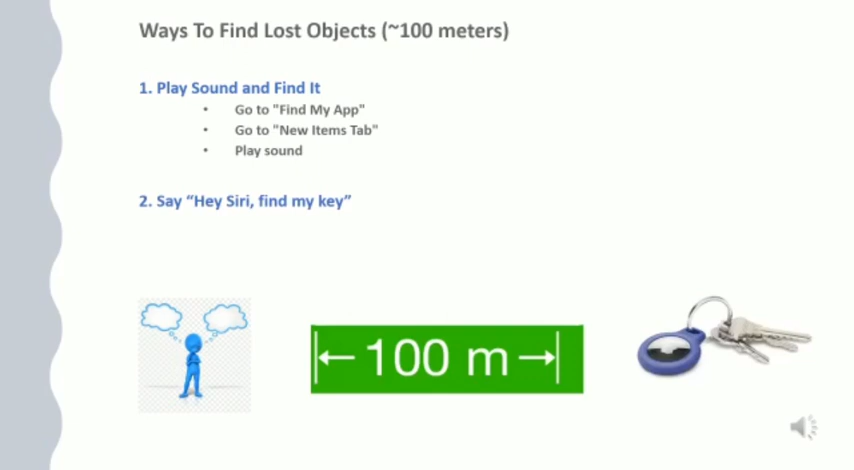 Ways To Find Lost Objects (~100 meters)
1. Play Sound and Find It
• Go to "Find My App"
• Go to "New Items Tab"
• Play sound
2. Say “Hey Siri, find my key”
100 m